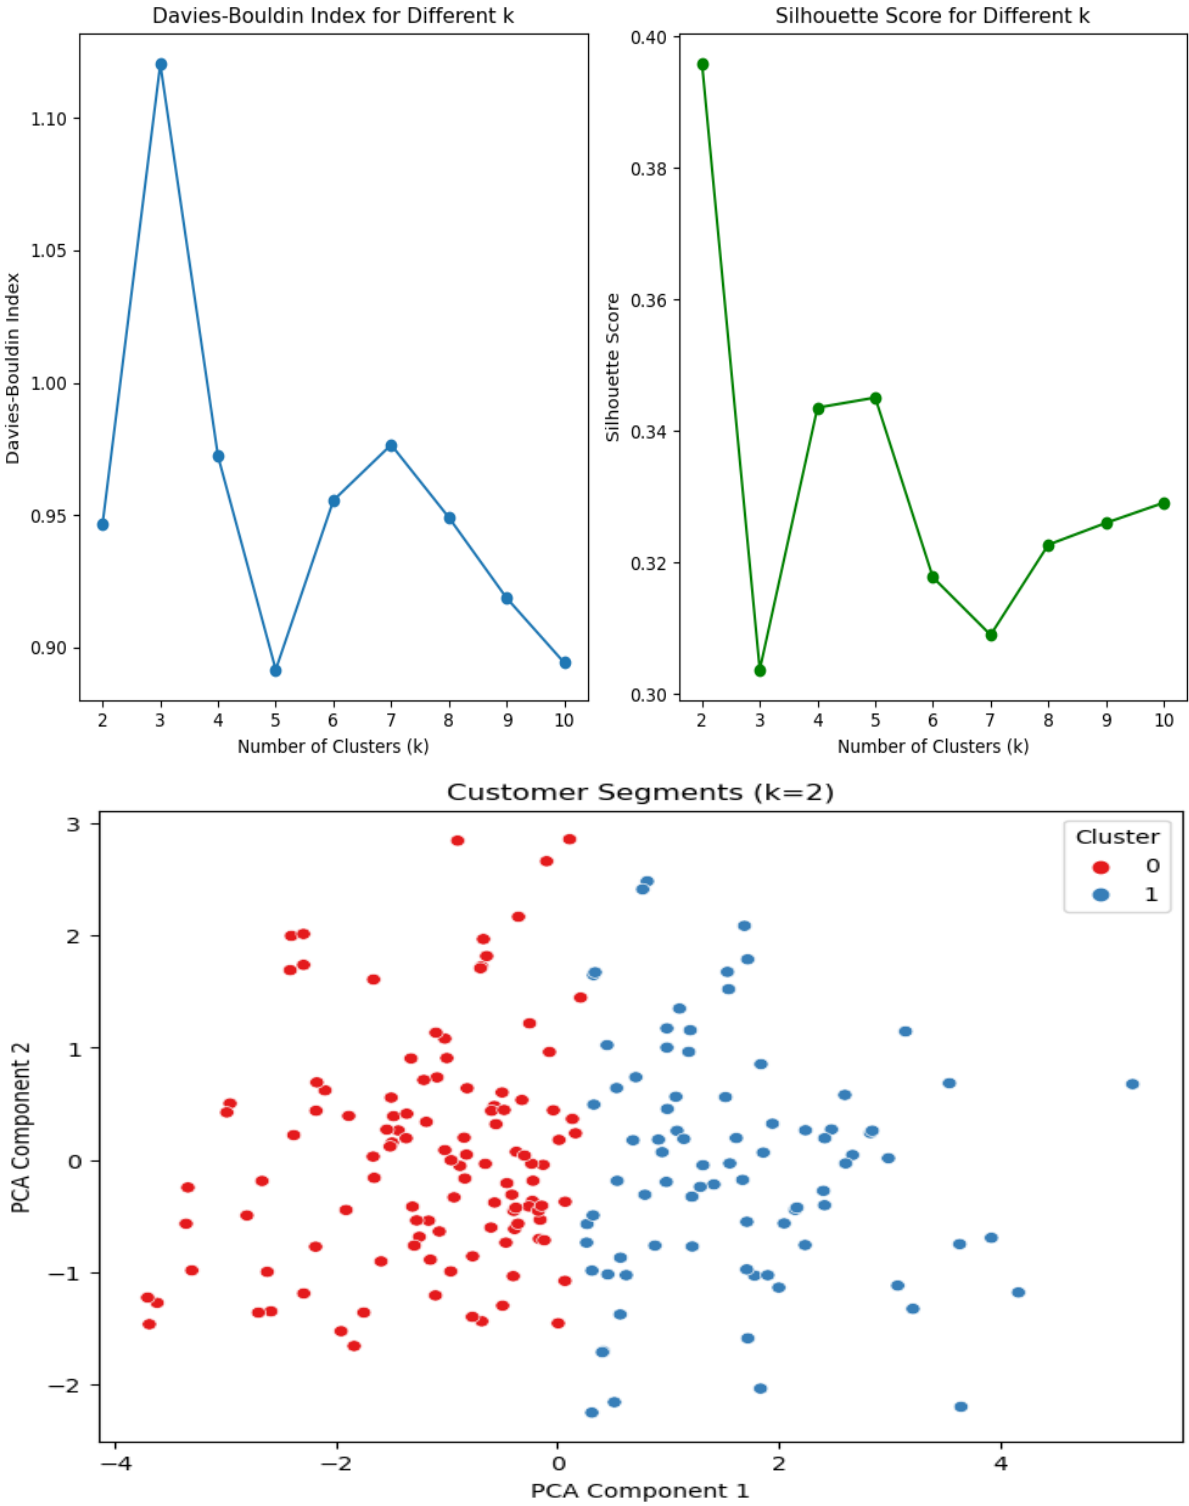 Davies-Bouldin Index for Different k
Davies-Bouldin Index
1.10
1.05
1.00
0.95
0.90
2 3 4 5 6 7 8 9 10
Number of Clusters (k)
Silhouette Score for Different k
Silhouette Score
0.40
0.38
0.36
0.34
0.32
0.30
2 3 4 5 6 7 8 9 10
Number of Clusters (k)
Customer Segments (k=2)
PCA Component 2
3
2
1
0
−1
−2
Cluster
0
1
−4 −2 0 2 4
PCA Component 1